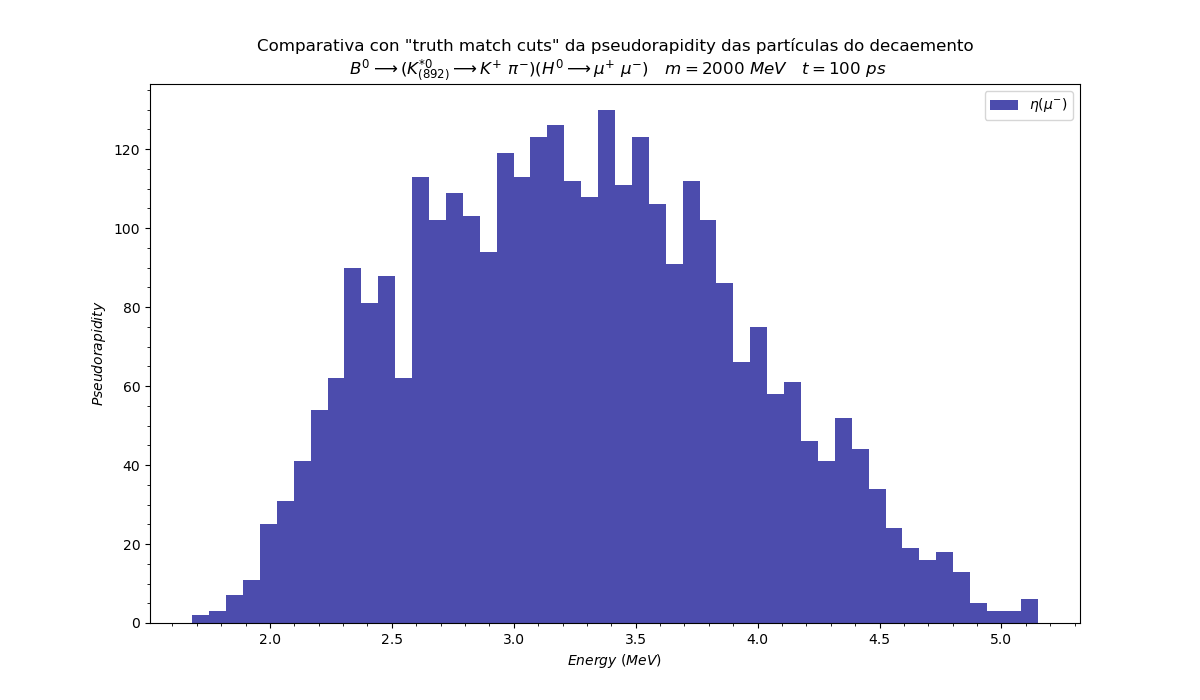 Comparativa con "truth match cuts" da pseudorapidity das partículas do decaemento
B⁰ ⟶ (K*⁰₍₈₉₂₎ ⟶ K⁺ π⁻)(H⁰ ⟶ μ⁺ μ⁻) m = 2000 MeV t = 100 ps
η(μ⁻)
Pseudorapidity
120
100
80
60
40
20
0
2.0 2.5 3.0 3.5 4.0 4.5 5.0
Energy (MeV)